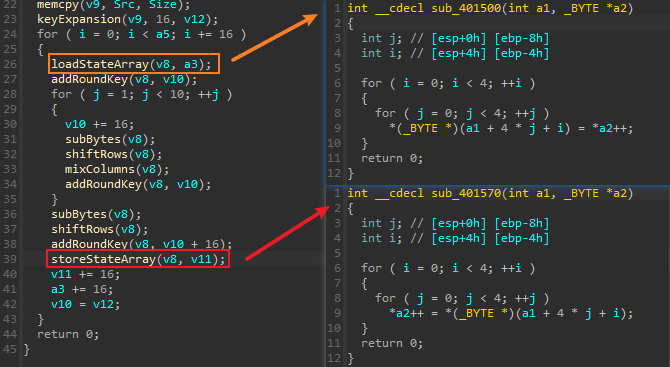 22 memcpy(v9, Src, Size);
23 keyExpansion(v9, 16, v12);
24 for ( i = 0; i < a5; i += 16 )
25 {
26 loadStateArray(v8, a3);
27 addRoundKey(v8, v10);
28 for ( j = 1; j < 10; ++j )
29 {
30 v10 += 16;
31 subBytes(v8);
32 shiftRows(v8);
33 mixColumns(v8);
34 addRoundKey(v8, v10);
35 }
36 subBytes(v8);
37 shiftRows(v8);
38 addRoundKey(v8, v10 + 16);
39 storeStateArray(v8, v11);
40 v11 += 16;
41 a3 += 16;
42 v10 = v12;
43 }
44 return 0;
45 }
1 int __cdecl sub_401500(int a1, _BYTE *a2)
2 {
3 int j; // [esp+0h] [ebp-8h]
4 int i; // [esp+4h] [ebp-4h]
5
6 for ( i = 0; i < 4; ++i )
7 {
8 for ( j = 0; j < 4; ++j )
9 *(_BYTE *)(a1 + 4 * j + i) = *a2++;
10 }
11 return 0;
12 }
1 int __cdecl sub_401570(int a1, _BYTE *a2)
2 {
3 int j; // [esp+0h] [ebp-8h]
4 int i; // [esp+4h] [ebp-4h]
5
6 for ( i = 0; i < 4; ++i )
7 {
8 for ( j = 0; j < 4; ++j )
9 *a2++ = *(_BYTE *)(a1 + 4 * j + i);
10 }
11 return 0;
12 }